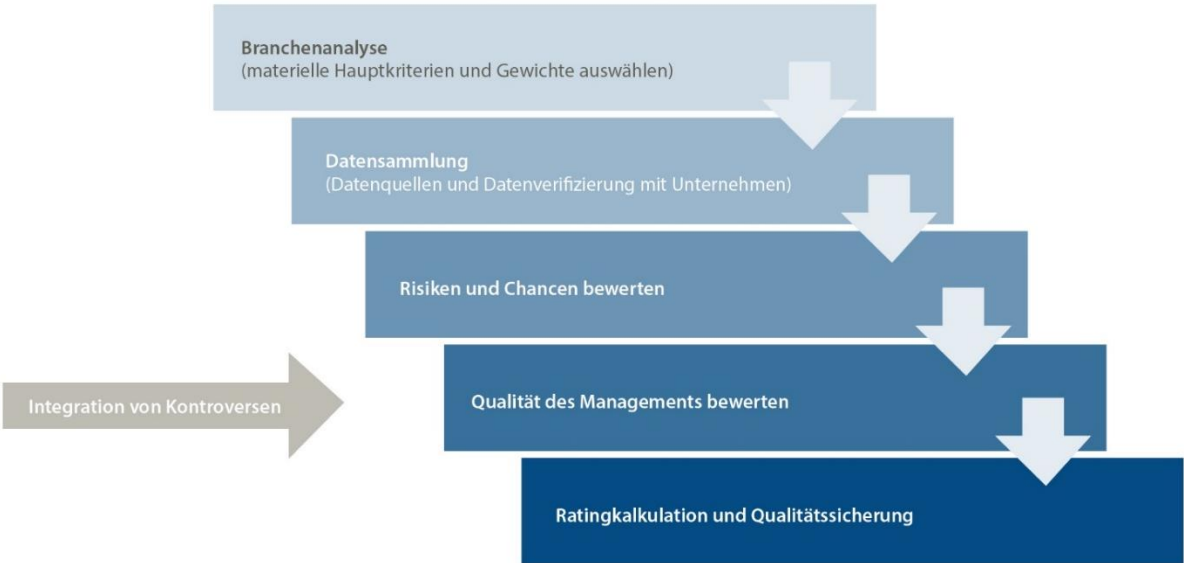 Branchenanalyse
(materielle Hauptkriterien und Gewichte auswählen)
Datensammlung
(Datenquellen und Datenverifizierung mit Unternehmen)
Risiken und Chancen bewerten
Integration von Kontroversen
Qualität des Managements bewerten
Ratingkalkulation und Qualitätssicherung